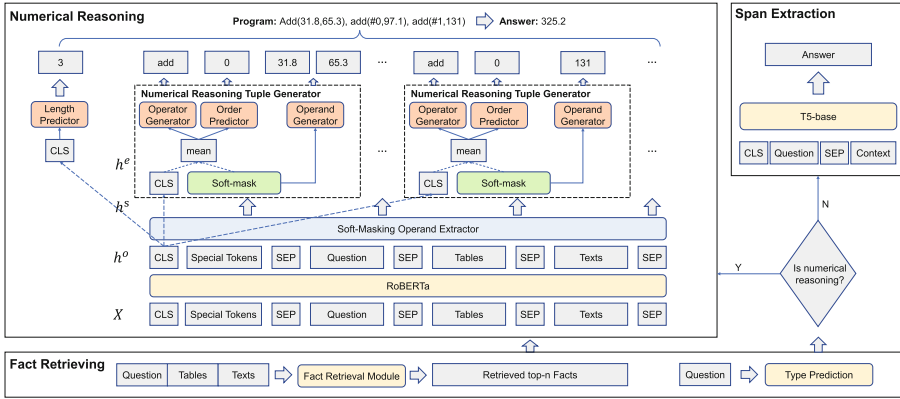 Numerical Reasoning
Program: Add(31.8,65.3), add(#0,97.1), add(#1,131) Answer: 325.2
3 add 0 31.8 65.3 ... add 0 131 ...
Numerical Reasoning Tuple Generator Numerical Reasoning Tuple Generator
Length Predictor Operator Generator Order Predictor Operand Generator Operator Generator Order Predictor Operand Generator
CLS mean mean
h^e CLS Soft-mask CLS Soft-mask
h^s
Soft-Masking Operand Extractor
h^o CLS Special Tokens SEP Question SEP Tables SEP Texts SEP
RoBERTa
X CLS Special Tokens SEP Question SEP Tables SEP Texts SEP
Span Extraction
Answer
T5-base
CLS Question SEP Context
N
Is numerical
reasoning?
Y
Fact Retrieving
Question Tables Texts Fact Retrieval Module Retrieved top-n Facts Question Type Prediction